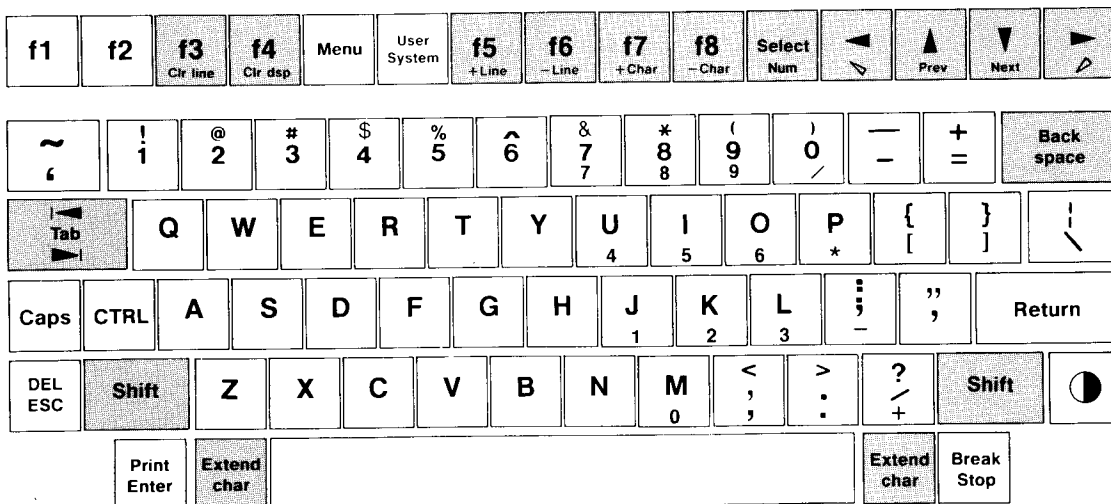 f1 f2 f3 f4 Menu User f5 f6 f7 f8 Select
Clr line Clr dsp System +Line −Line +Char −Char Num Prev Next
~ ! @ # $ % ^ & * ( ) — + Back
‘ 1 2 3 4 5 6 7 8 9 0 − = space
7 8 9 /
Tab Q W E R T Y U I O P { } ¦
4 5 6 * [ ] \
Caps CTRL A S D F G H J K L : ” Return
; ’
1 2 3 −
DEL Shift Z X C V B N M < > ? Shift
ESC , . /
0 , +
Print Extend Extend Break
Enter char char Stop